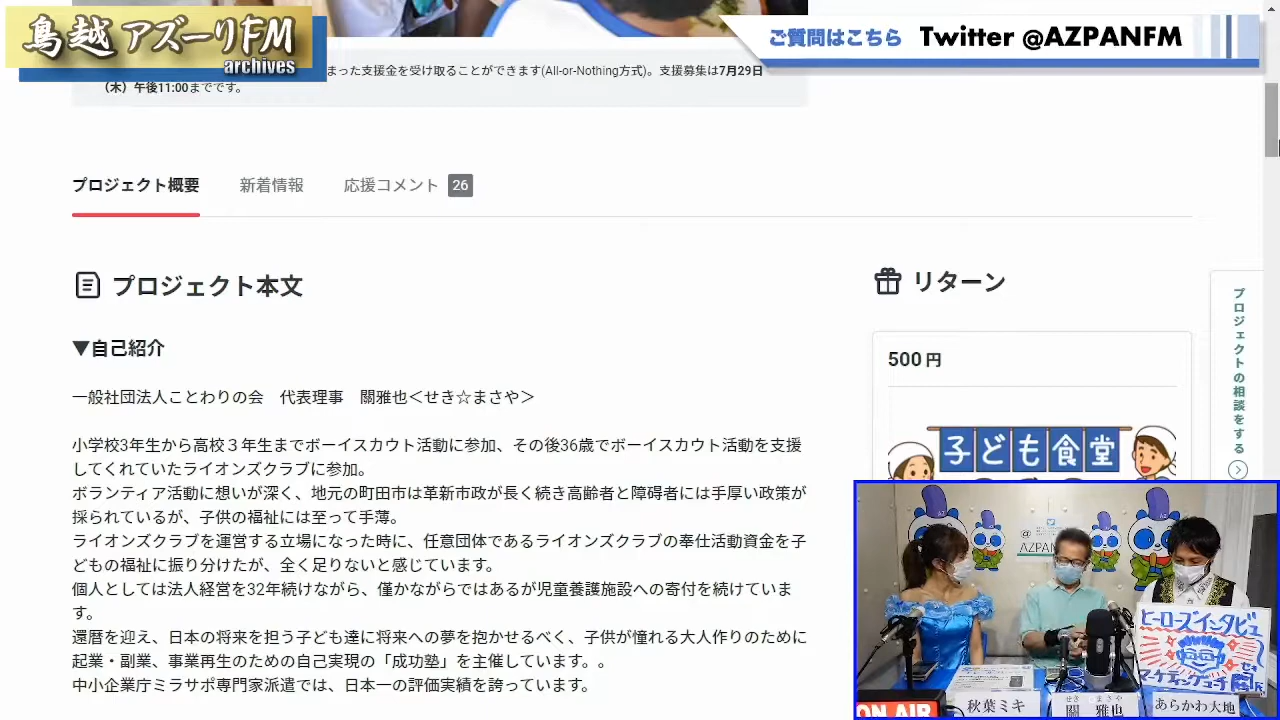 鳥越 アズーリFM
archives
ご質問はこちら Twitter @AZPANFM
まった支援金を受け取ることができます(All-or-Nothing方式)。支援募集は7月29日
（木）午後11:00までです。
プロジェクト概要 新着情報 応援コメント 26
プロジェクト本文
▼自己紹介
一般社団法人ことわりの会　代表理事　關雅也＜せき☆まさや＞
小学校3年生から高校３年生までボーイスカウト活動に参加、その後36歳でボーイスカウト活動を支援
してくれていたライオンズクラブに参加。
ボランティア活動に想いが深く、地元の町田市は革新市政が長く続き高齢者と障碍者には手厚い政策が
採られているが、子供の福祉には至って手薄。
ライオンズクラブを運営する立場になった時に、任意団体であるライオンズクラブの奉仕活動資金を子
どもの福祉に振り分けたが、全く足りないと感じています。
個人としては法人経営を32年続けながら、僅かながらではあるが児童養護施設への寄付を続けていま
す。
還暦を迎え、日本の将来を担う子ども達に将来への夢を抱かせるべく、子供が憧れる大人作りのために
起業・副業、事業再生のための自己実現の「成功塾」を主催しています。。
中小企業庁ミラサポ専門家派遣では、日本一の評価実績を誇っています。
リターン
500円
子ども食堂
プロジェクトの相談をする
@
AZPAN
ヒーローズインタビュ
ON AIR
秋葉ミキ
せき まさや
關 雅也
あらかわ大地